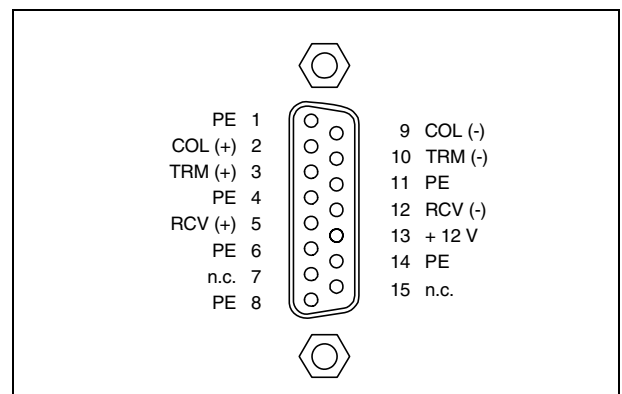 PE 1
COL (+) 2
TRM (+) 3
PE 4
RCV (+) 5
PE 6
n.c. 7
PE 8
9 COL (-)
10 TRM (-)
11 PE
12 RCV (-)
13 + 12 V
14 PE
15 n.c.